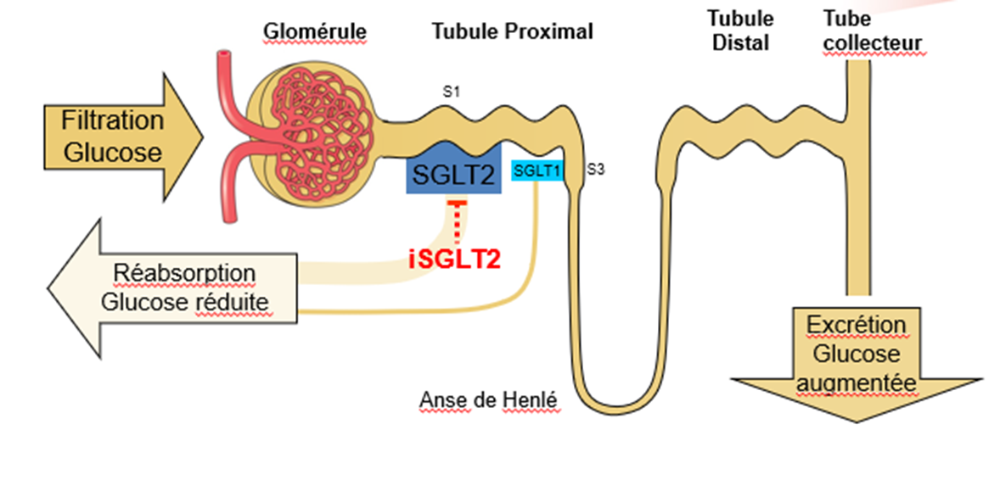 Glomérule
Tubule Proximal
Tubule
Distal
Tube
collecteur
S1
Filtration
Glucose
SGLT2
SGLT1
S3
iSGLT2
Réabsorption
Glucose réduite
Excrétion
Glucose
augmentée
Anse de Henlé